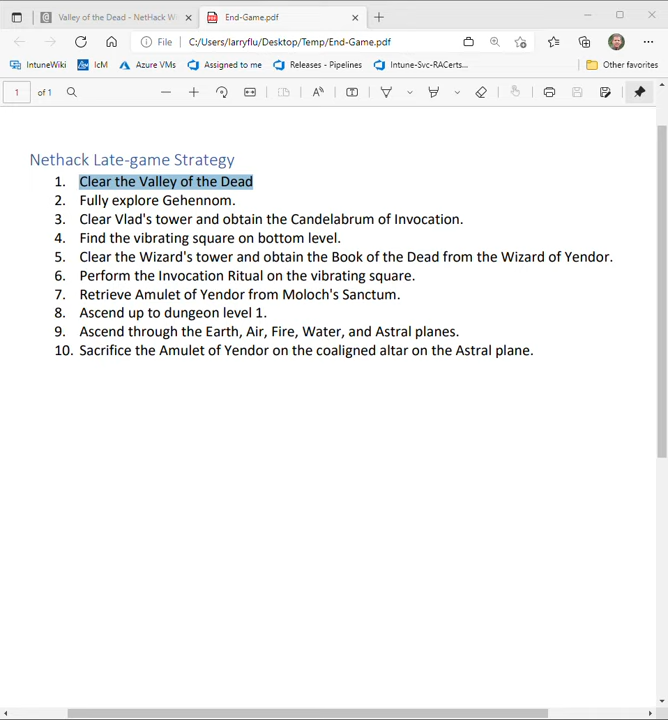 Valley of the Dead - NetHack W
End-Game.pdf
File
C:/Users/larryflu/Desktop/Temp/End-Game.pdf
IntuneWiki
IcM
Azure VMs
Assigned to me
Releases - Pipelines
Intune-Svc-RACerts...
Other favorites
1 of 1
Nethack Late-game Strategy
1. Clear the Valley of the Dead
2. Fully explore Gehennom.
3. Clear Vlad's tower and obtain the Candelabrum of Invocation.
4. Find the vibrating square on bottom level.
5. Clear the Wizard's tower and obtain the Book of the Dead from the Wizard of Yendor.
6. Perform the Invocation Ritual on the vibrating square.
7. Retrieve Amulet of Yendor from Moloch's Sanctum.
8. Ascend up to dungeon level 1.
9. Ascend through the Earth, Air, Fire, Water, and Astral planes.
10. Sacrifice the Amulet of Yendor on the coaligned altar on the Astral plane.